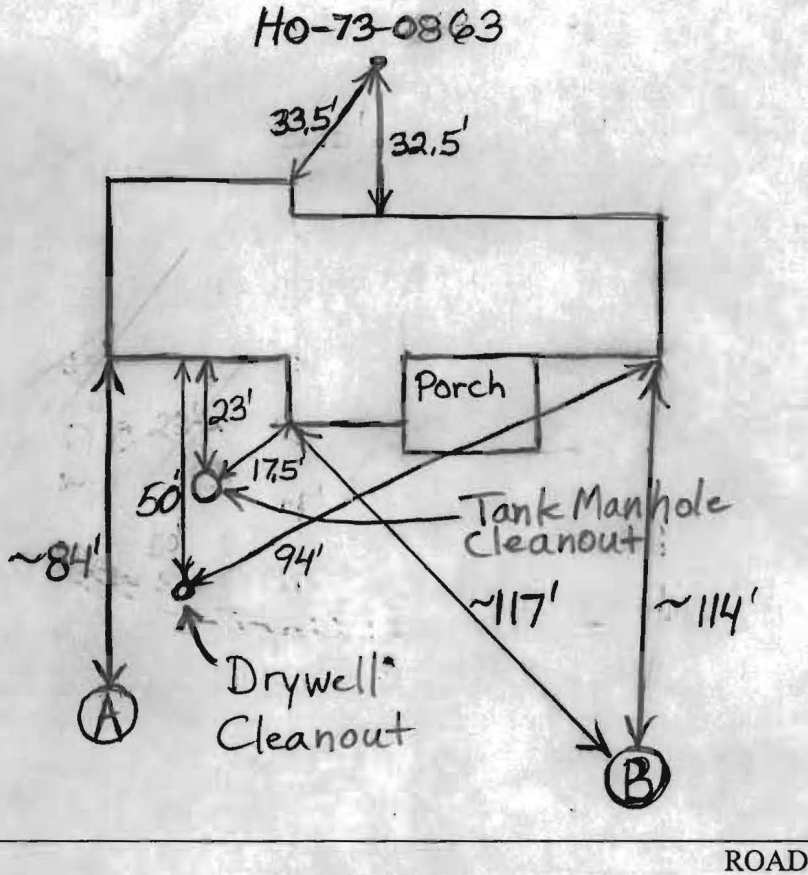 HO-73-0863
33.5'
32.5'
Porch
23'
17.5'
50'
Tank Manhole
Cleanout
~84'
94'
~117'
~114'
Drywell
Cleanout
A
B
ROAD